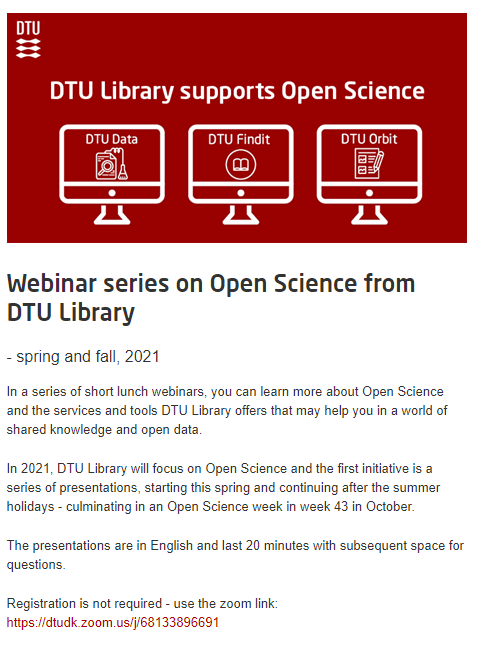 DTU
DTU Library supports Open Science
DTU Data
DTU Findit
DTU Orbit
Webinar series on Open Science from
DTU Library
- spring and fall, 2021
In a series of short lunch webinars, you can learn more about Open Science
and the services and tools DTU Library offers that may help you in a world of
shared knowledge and open data.
In 2021, DTU Library will focus on Open Science and the first initiative is a
series of presentations, starting this spring and continuing after the summer
holidays - culminating in an Open Science week in week 43 in October.
The presentations are in English and last 20 minutes with subsequent space for
questions.
Registration is not required - use the zoom link:
https://dtudk.zoom.us/j/68133896691